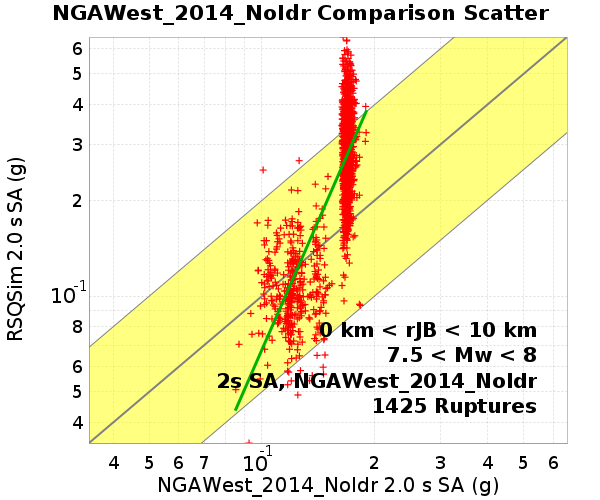 NGAWest_2014_NoIdr Comparison Scatter
RSQSim 2.0 s SA (g)
6
5
4
3
2
10-1
8
6
5
4
0 km < rJB < 10 km
7.5 < Mw < 8
2s SA, NGAWest_2014_NoIdr
1425 Ruptures
4 5 6 7 10-1 2 3 4 5 6
NGAWest_2014_NoIdr 2.0 s SA (g)